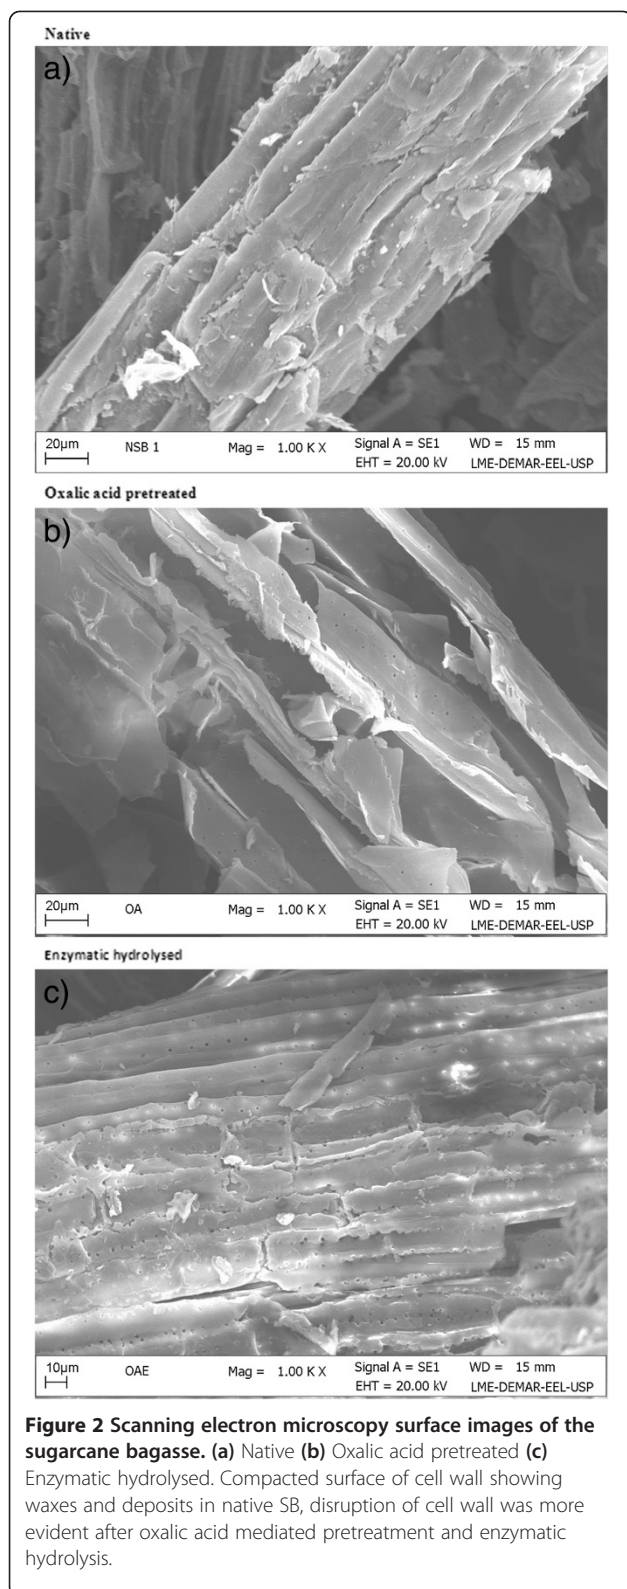 Native
a)
20µm NSB 1 Mag = 1.00 K X Signal A = SE1 WD = 15 mm
EHT = 20.00 kV LME-DEMAR-EEL-USP
Oxalic acid pretreated
b)
20µm OA Mag = 1.00 K X Signal A = SE1 WD = 15 mm
EHT = 20.00 kV LME-DEMAR-EEL-USP
Enzymatic hydrolysed
c)
10µm OAE Mag = 1.00 K X Signal A = SE1 WD = 15 mm
EHT = 20.00 kV LME-DEMAR-EEL-USP
Figure 2 Scanning electron microscopy surface images of the
sugarcane bagasse. (a) Native (b) Oxalic acid pretreated (c)
Enzymatic hydrolysed. Compacted surface of cell wall showing
waxes and deposits in native SB, disruption of cell wall was more
evident after oxalic acid mediated pretreatment and enzymatic
hydrolysis.